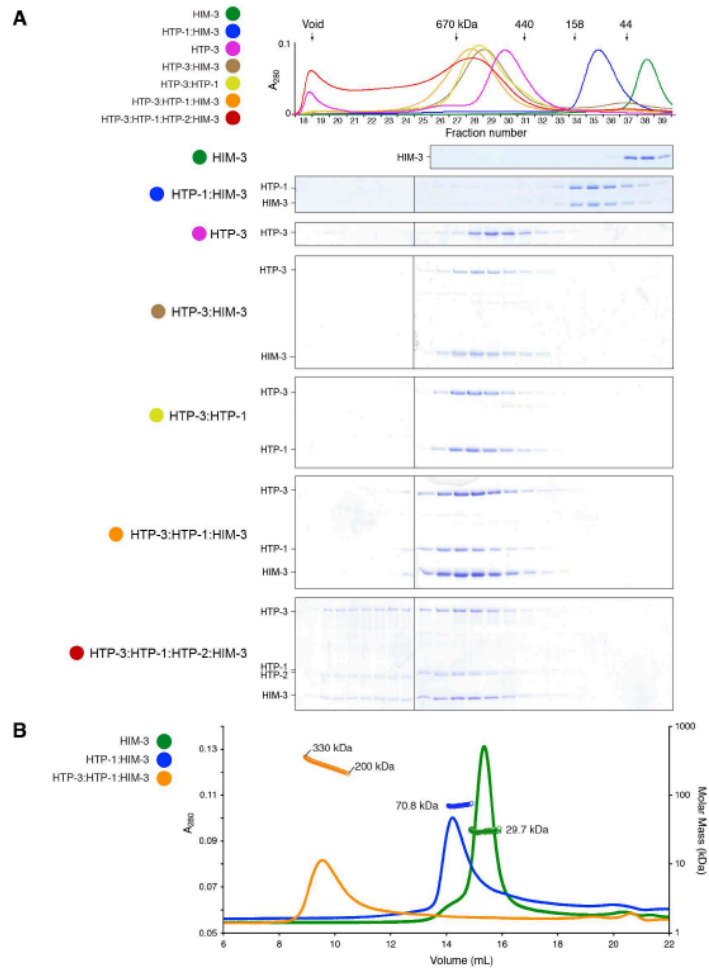 A
HIM-3
HTP-1:HIM-3
HTP-3
HTP-3:HIM-3
HTP-3:HTP-1
HTP-3:HTP-1:HIM-3
HTP-3:HTP-1:HTP-2:HIM-3
Void 670 kDa 440 158 44
0.1
A280
0
18 19 20 21 22 23 24 25 26 27 28 29 30 31 32 33 34 35 36 37 38 39
Fraction number
HIM-3 HIM-3
HTP-1:HIM-3 HTP-1
HIM-3
HTP-3 HTP-3
HTP-3
HTP-3:HIM-3
HIM-3
HTP-3
HTP-3:HTP-1
HTP-1
HTP-3
HTP-3:HTP-1:HIM-3
HTP-1
HIM-3
HTP-3
HTP-3:HTP-1:HTP-2:HIM-3
HTP-1
HTP-2
HIM-3
B
HIM-3
HTP-1:HIM-3
HTP-3:HTP-1:HIM-3
0.13
0.11
0.09
0.07
0.05
A280
330 kDa
200 kDa
70.8 kDa
29.7 kDa
1000
100
10
1
Molar Mass (kDa)
6 8 10 12 14 16 18 20 22
Volume (mL)